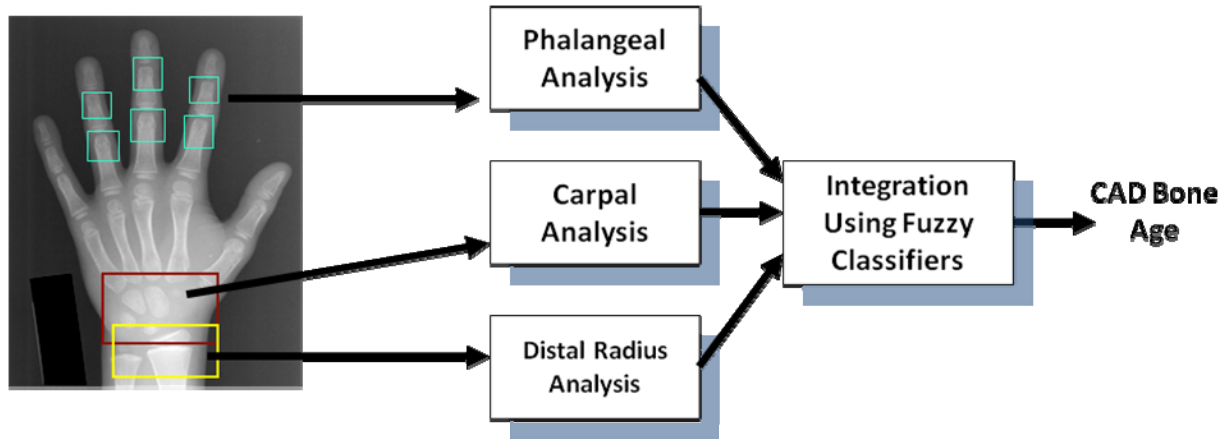 Phalangeal
Analysis
Carpal
Analysis
Distal Radius
Analysis
Integration
Using Fuzzy
Classifiers
CAD Bone
Age